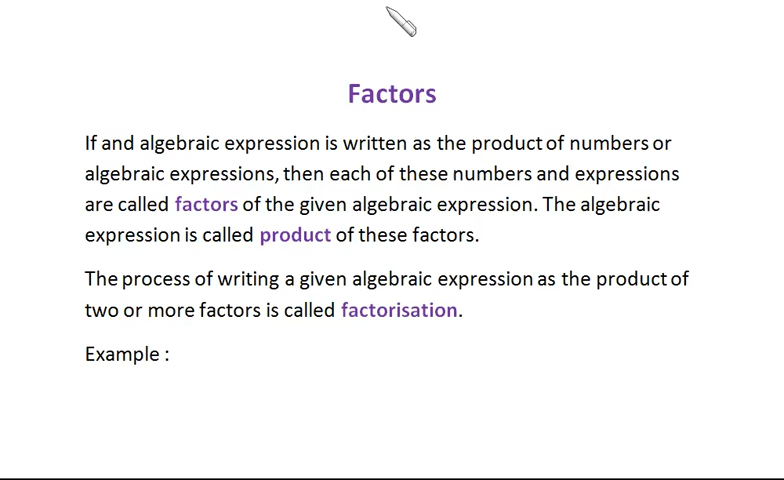 Factors
If and algebraic expression is written as the product of numbers or
algebraic expressions, then each of these numbers and expressions
are called factors of the given algebraic expression. The algebraic
expression is called product of these factors.
The process of writing a given algebraic expression as the product of
two or more factors is called factorisation.
Example :